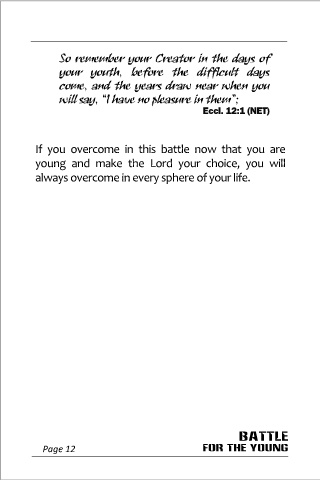 So remember your Creator in the days of
your youth, before the difficult days
come, and the years draw near when you
will say, "I have no pleasure in them";
Eccl. 12:1 (NET)
If you overcome in this battle now that you are
young and make the Lord your choice, you will
always overcome in every sphere of your life.
Page 12
BATTLE
FOR THE YOUNG